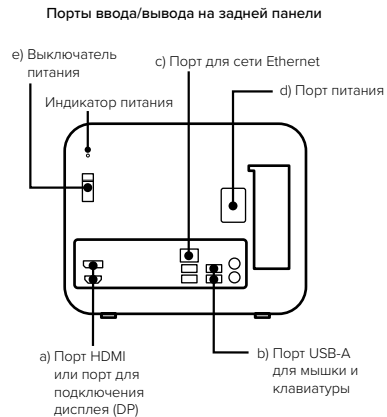 Порты ввода/вывода на задней панели
e) Выключатель
питания
c) Порт для сети Ethernet
Индикатор питания
d) Порт питания
a) Порт HDMI
или порт для
подключения
дисплея (DP)
b) Порт USB-A
для мышки и
клавиатуры